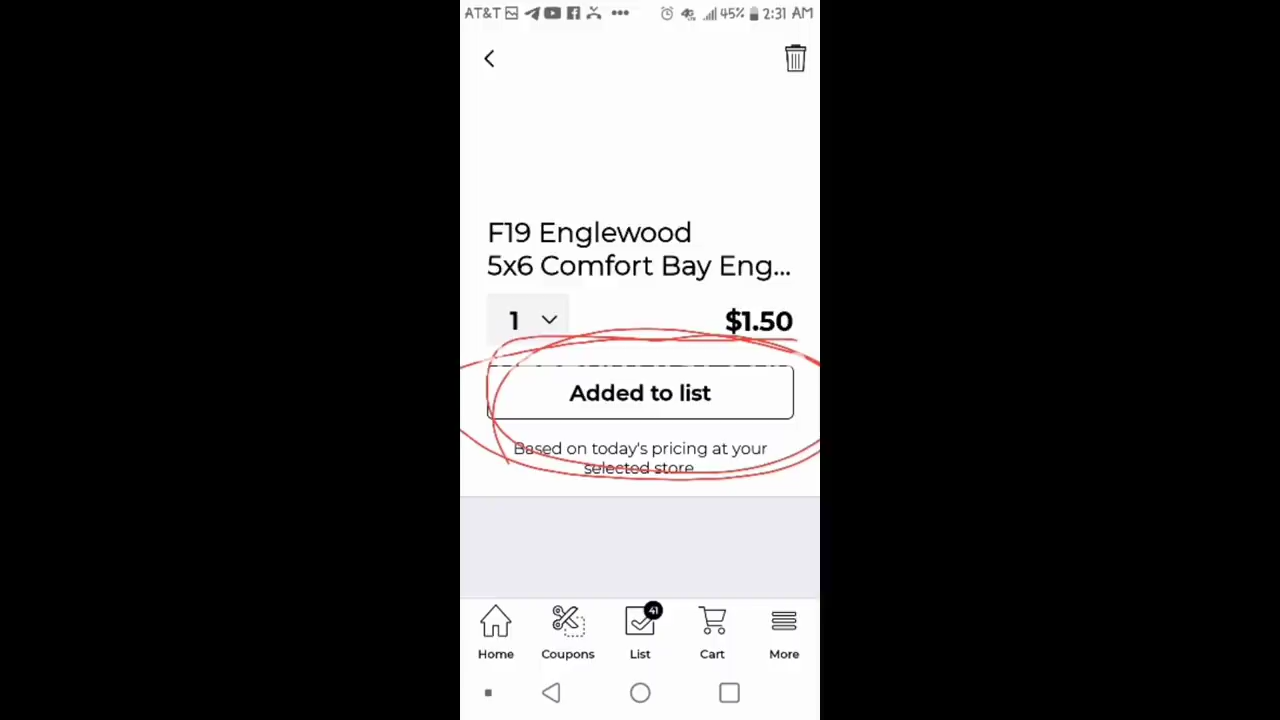 AT&T 45% 2:31 AM
F19 Englewood
5x6 Comfort Bay Eng...
1 $1.50
Added to list
Based on today's pricing at your
selected store
41
Home Coupons List Cart More